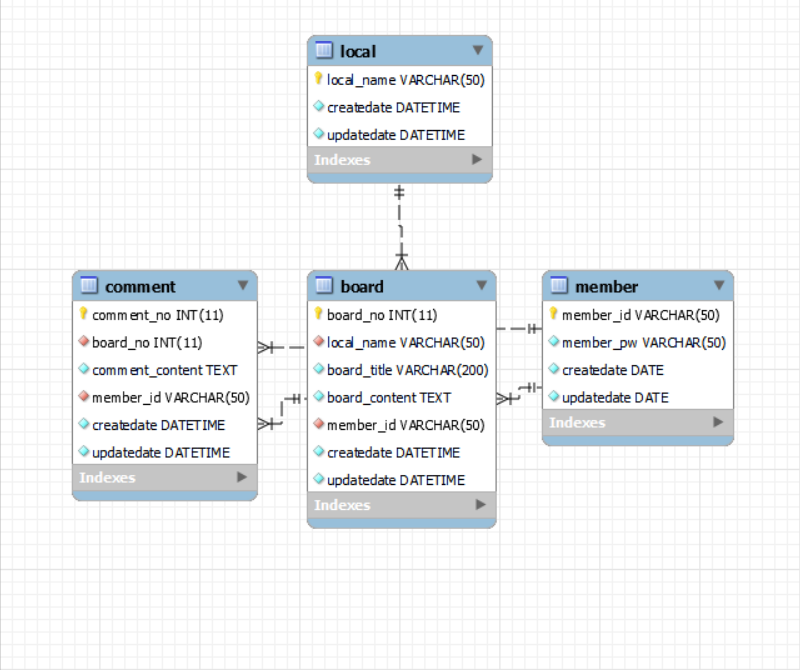 local
local_name VARCHAR(50)
createdate DATETIME
updatedate DATETIME
Indexes
comment
comment_no INT(11)
board_no INT(11)
comment_content TEXT
member_id VARCHAR(50)
createdate DATETIME
updatedate DATETIME
Indexes
board
board_no INT(11)
local_name VARCHAR(50)
board_title VARCHAR(200)
board_content TEXT
member_id VARCHAR(50)
createdate DATETIME
updatedate DATETIME
Indexes
member
member_id VARCHAR(50)
member_pw VARCHAR(50)
createdate DATE
updatedate DATE
Indexes